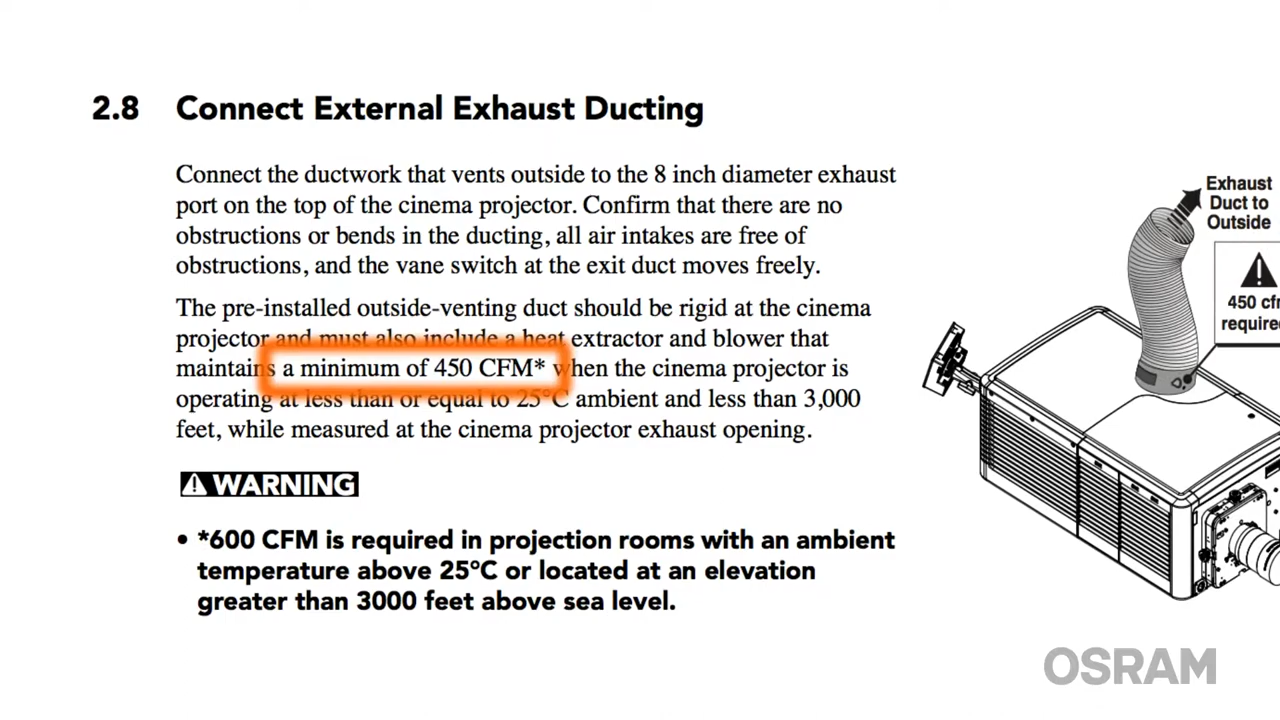 2.8 Connect External Exhaust Ducting
Connect the ductwork that vents outside to the 8 inch diameter exhaust
port on the top of the cinema projector. Confirm that there are no
obstructions or bends in the ducting, all air intakes are free of
obstructions, and the vane switch at the exit duct moves freely.
The pre-installed outside-venting duct should be rigid at the cinema
projector and must also include a heat extractor and blower that
maintains a minimum of 450 CFM* when the cinema projector is
operating at less than or equal to 25°C ambient and less than 3,000
feet, while measured at the cinema projector exhaust opening.
WARNING
• *600 CFM is required in projection rooms with an ambient
temperature above 25°C or located at an elevation
greater than 3000 feet above sea level.
Exhaust
Duct to
Outside
450 cfm
required
OSRAM